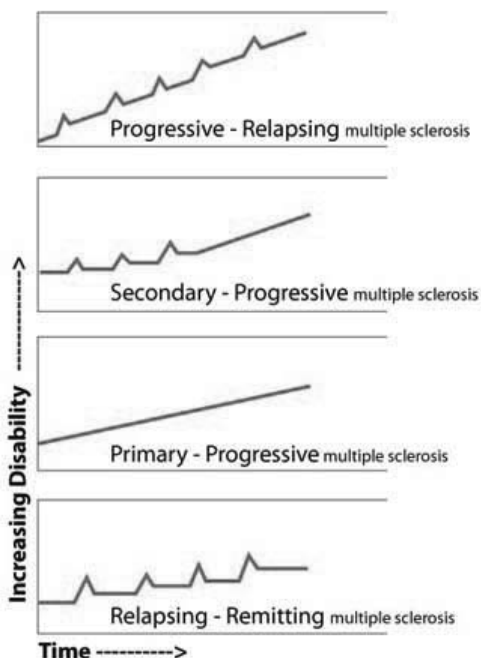 Progressive - Relapsing multiple sclerosis
Secondary - Progressive multiple sclerosis
Primary - Progressive multiple sclerosis
Relapsing - Remitting multiple sclerosis
Increasing Disability ------------->
Time ---------->